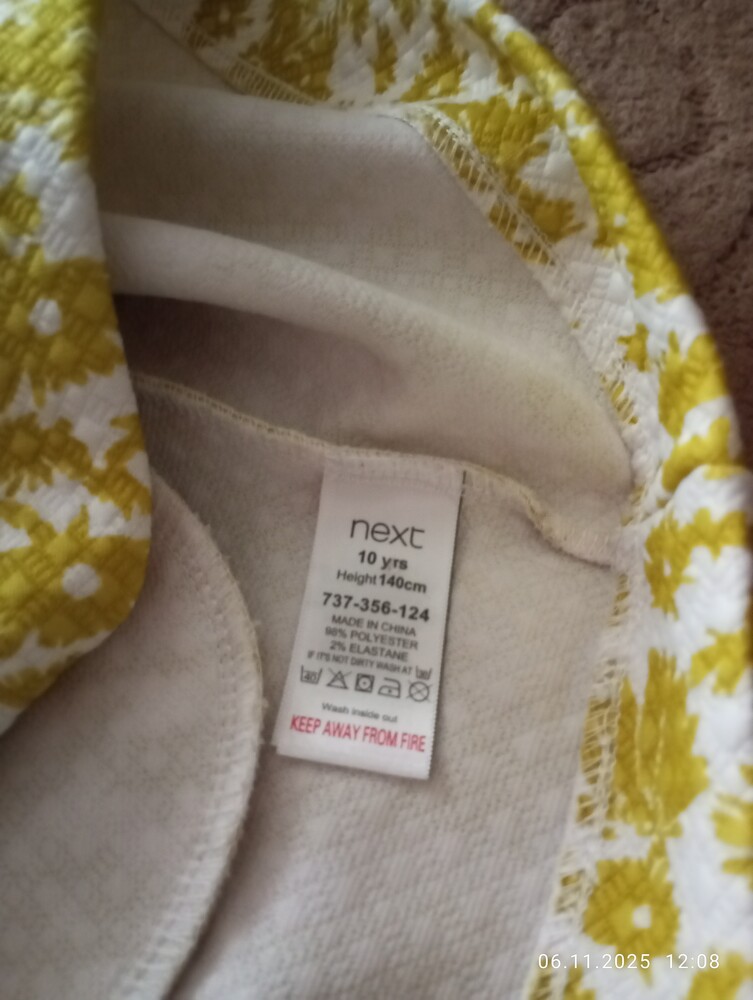 next
10 yrs
Height 140cm
737-356-124
MADE IN CHINA
98% POLYESTER
2% ELASTANE
IF IT'S NOT DIRTY WASH AT
40
Wash inside out
KEEP AWAY FROM FIRE
06.11.2025 12:08